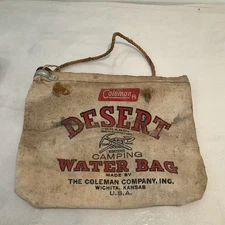 Coleman
DESERT
CAMPING
WATER BAG
MADE BY
THE COLEMAN COMPANY, INC.
WICHITA, KANSAS
U.S.A.